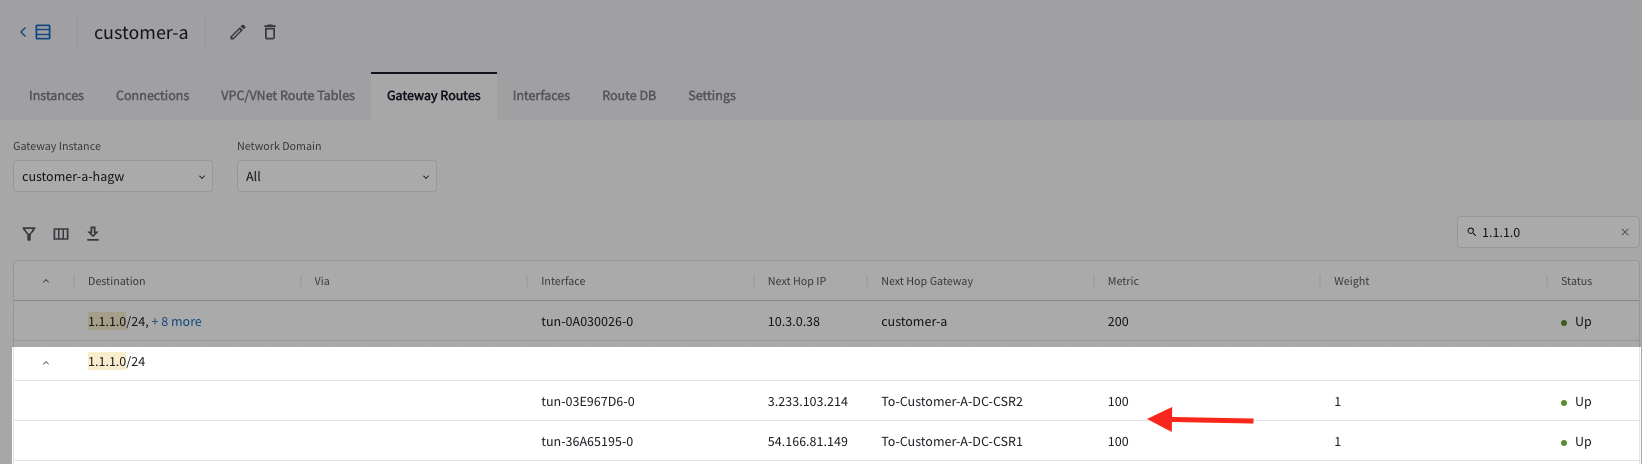 customer-a
Instances Connections VPC/VNet Route Tables Gateway Routes Interfaces Route DB Settings
Gateway Instance Network Domain
customer-a-hagw All
1.1.1.0
Destination Via Interface Next Hop IP Next Hop Gateway Metric Weight Status
1.1.1.0/24, + 8 more tun-0A030026-0 10.3.0.38 customer-a 200 Up
1.1.1.0/24
tun-03E967D6-0 3.233.103.214 To-Customer-A-DC-CSR2 100 1 Up
tun-36A65195-0 54.166.81.149 To-Customer-A-DC-CSR1 100 1 Up